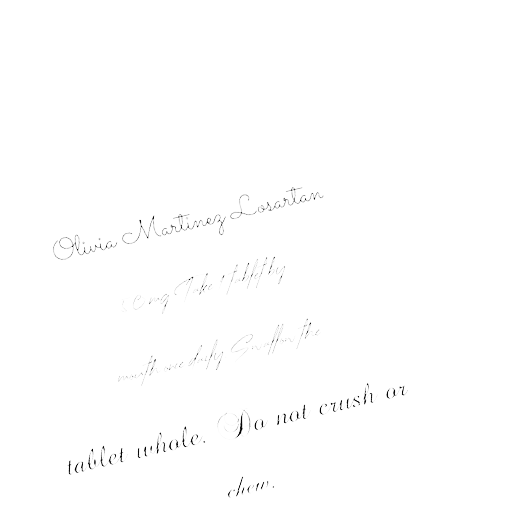 Olivia Martinez Losartan
mg Take 1 tablet by
mouth once daily Swallow the
tablet whole. Do not crush or
chew.